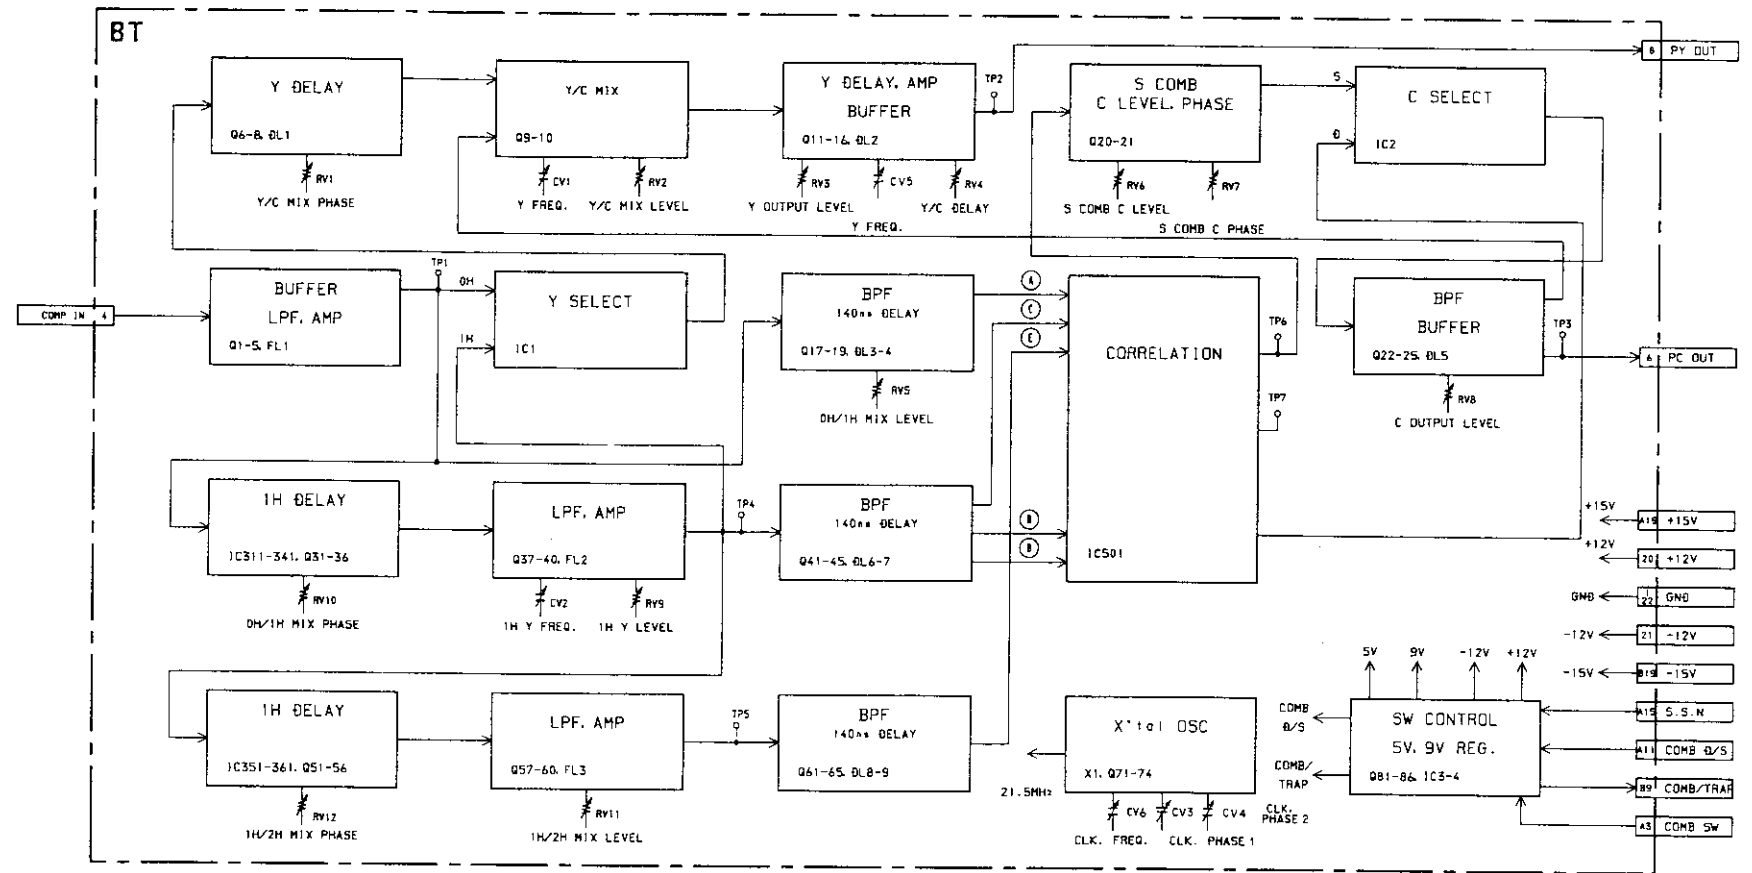 BT
8 PY OUT
Y DELAY
Q6-8, DL1
RV1
Y/C MIX PHASE
Y/C MIX
Q9-10
CV1
RV2
Y FREQ.
Y/C MIX LEVEL
Y DELAY, AMP
BUFFER
Q11-16, DL2
TP2
RV3
CV5
RV4
Y OUTPUT LEVEL
Y/C DELAY
Y FREQ.
S COMB
C LEVEL, PHASE
Q20-21
RV6
RV7
S COMB C LEVEL
S COMB C PHASE
S
D
C SELECT
IC2
COMP IN 4
BUFFER
LPF, AMP
Q1-5, FL1
TP1
0H
1H
Y SELECT
IC1
BPF
140ns DELAY
Q17-19, DL3-4
RV5
0H/1H MIX LEVEL
A
C
E
CORRELATION
IC501
TP6
TP7
BPF
BUFFER
Q22-25, DL5
TP3
RV8
C OUTPUT LEVEL
6 PC OUT
1H DELAY
IC311-341, Q31-36
RV10
0H/1H MIX PHASE
LPF, AMP
Q37-40, FL2
CV2
RV9
1H Y FREQ.
1H Y LEVEL
TP4
BPF
140ns DELAY
Q41-45, DL6-7
B
+15V
A19 +15V
+12V
20 +12V
GND
22 GND
-12V
21 -12V
-15V
B19 -15V
1H DELAY
IC351-361, Q51-56
RV12
1H/2H MIX PHASE
LPF, AMP
Q57-60, FL3
RV11
1H/2H MIX LEVEL
TP5
BPF
140ns DELAY
Q61-65, DL8-9
X'tal OSC
X1, Q71-74
21.5MHz
CV6
CV3
CV4
CLK. FREQ.
CLK. PHASE 1
CLK.
PHASE 2
5V
9V
-12V
+12V
COMB
D/S
COMB/
TRAP
SW CONTROL
5V, 9V REG.
Q81-86, IC3-4
A15 S.S.N
A11 COMB D/S
B9 COMB/TRAP
A3 COMB SW